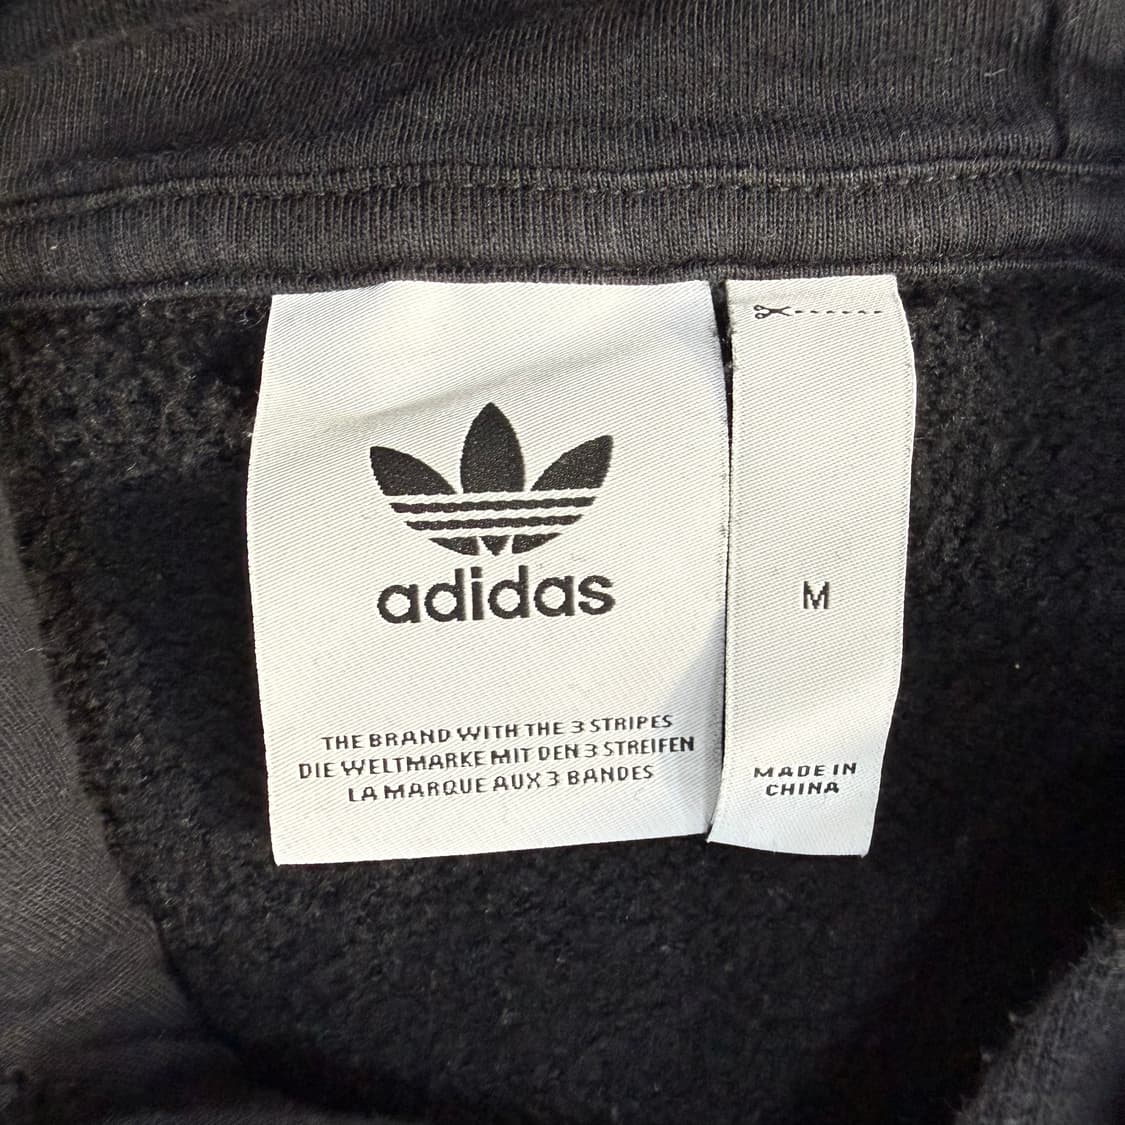 adidas
THE BRAND WITH THE 3 STRIPES
DIE WELTMARKE MIT DEN 3 STREIFEN
LA MARQUE AUX 3 BANDES
M
MADE IN
CHINA